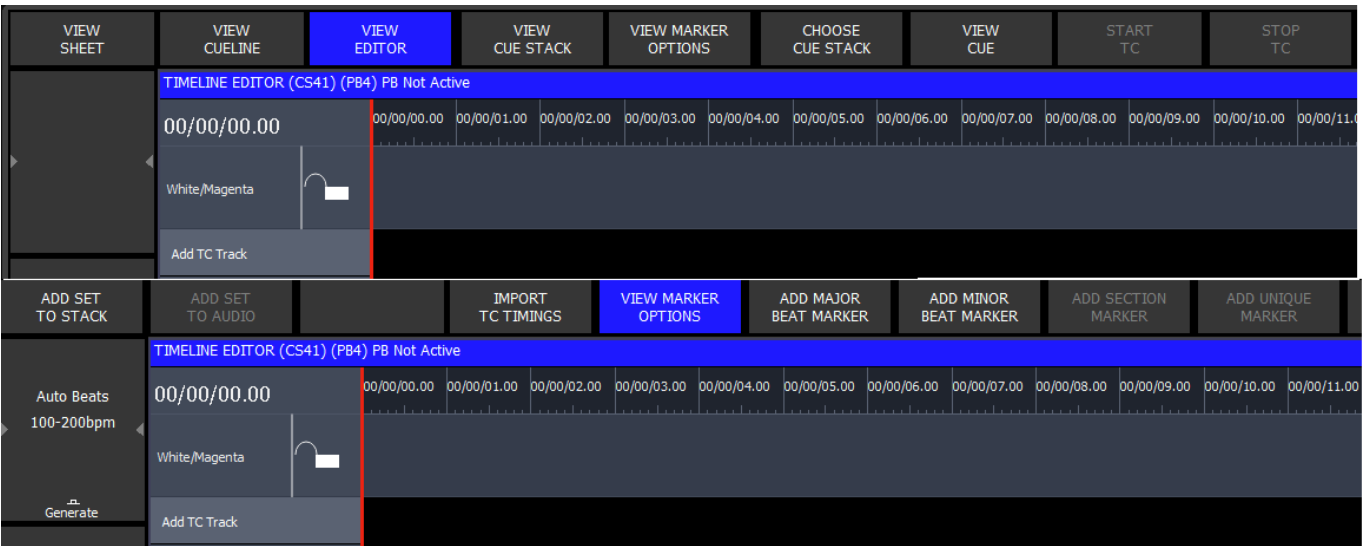 VIEW SHEET
VIEW CUELINE
VIEW EDITOR
VIEW CUE STACK
VIEW MARKER OPTIONS
CHOOSE CUE STACK
VIEW CUE
START TC
STOP TC
TIMELINE EDITOR (CS41) (PB4) PB Not Active
00/00/00.00
00/00/00.00 00/00/01.00 00/00/02.00 00/00/03.00 00/00/04.00 00/00/05.00 00/00/06.00 00/00/07.00 00/00/08.00 00/00/09.00 00/00/10.00 00/00/11.0
White/Magenta
Add TC Track
ADD SET TO STACK
ADD SET TO AUDIO
IMPORT TC TIMINGS
VIEW MARKER OPTIONS
ADD MAJOR BEAT MARKER
ADD MINOR BEAT MARKER
ADD SECTION MARKER
ADD UNIQUE MARKER
TIMELINE EDITOR (CS41) (PB4) PB Not Active
Auto Beats
100-200bpm
Generate
00/00/00.00
00/00/00.00 00/00/01.00 00/00/02.00 00/00/03.00 00/00/04.00 00/00/05.00 00/00/06.00 00/00/07.00 00/00/08.00 00/00/09.00 00/00/10.00 00/00/11.00
White/Magenta
Add TC Track